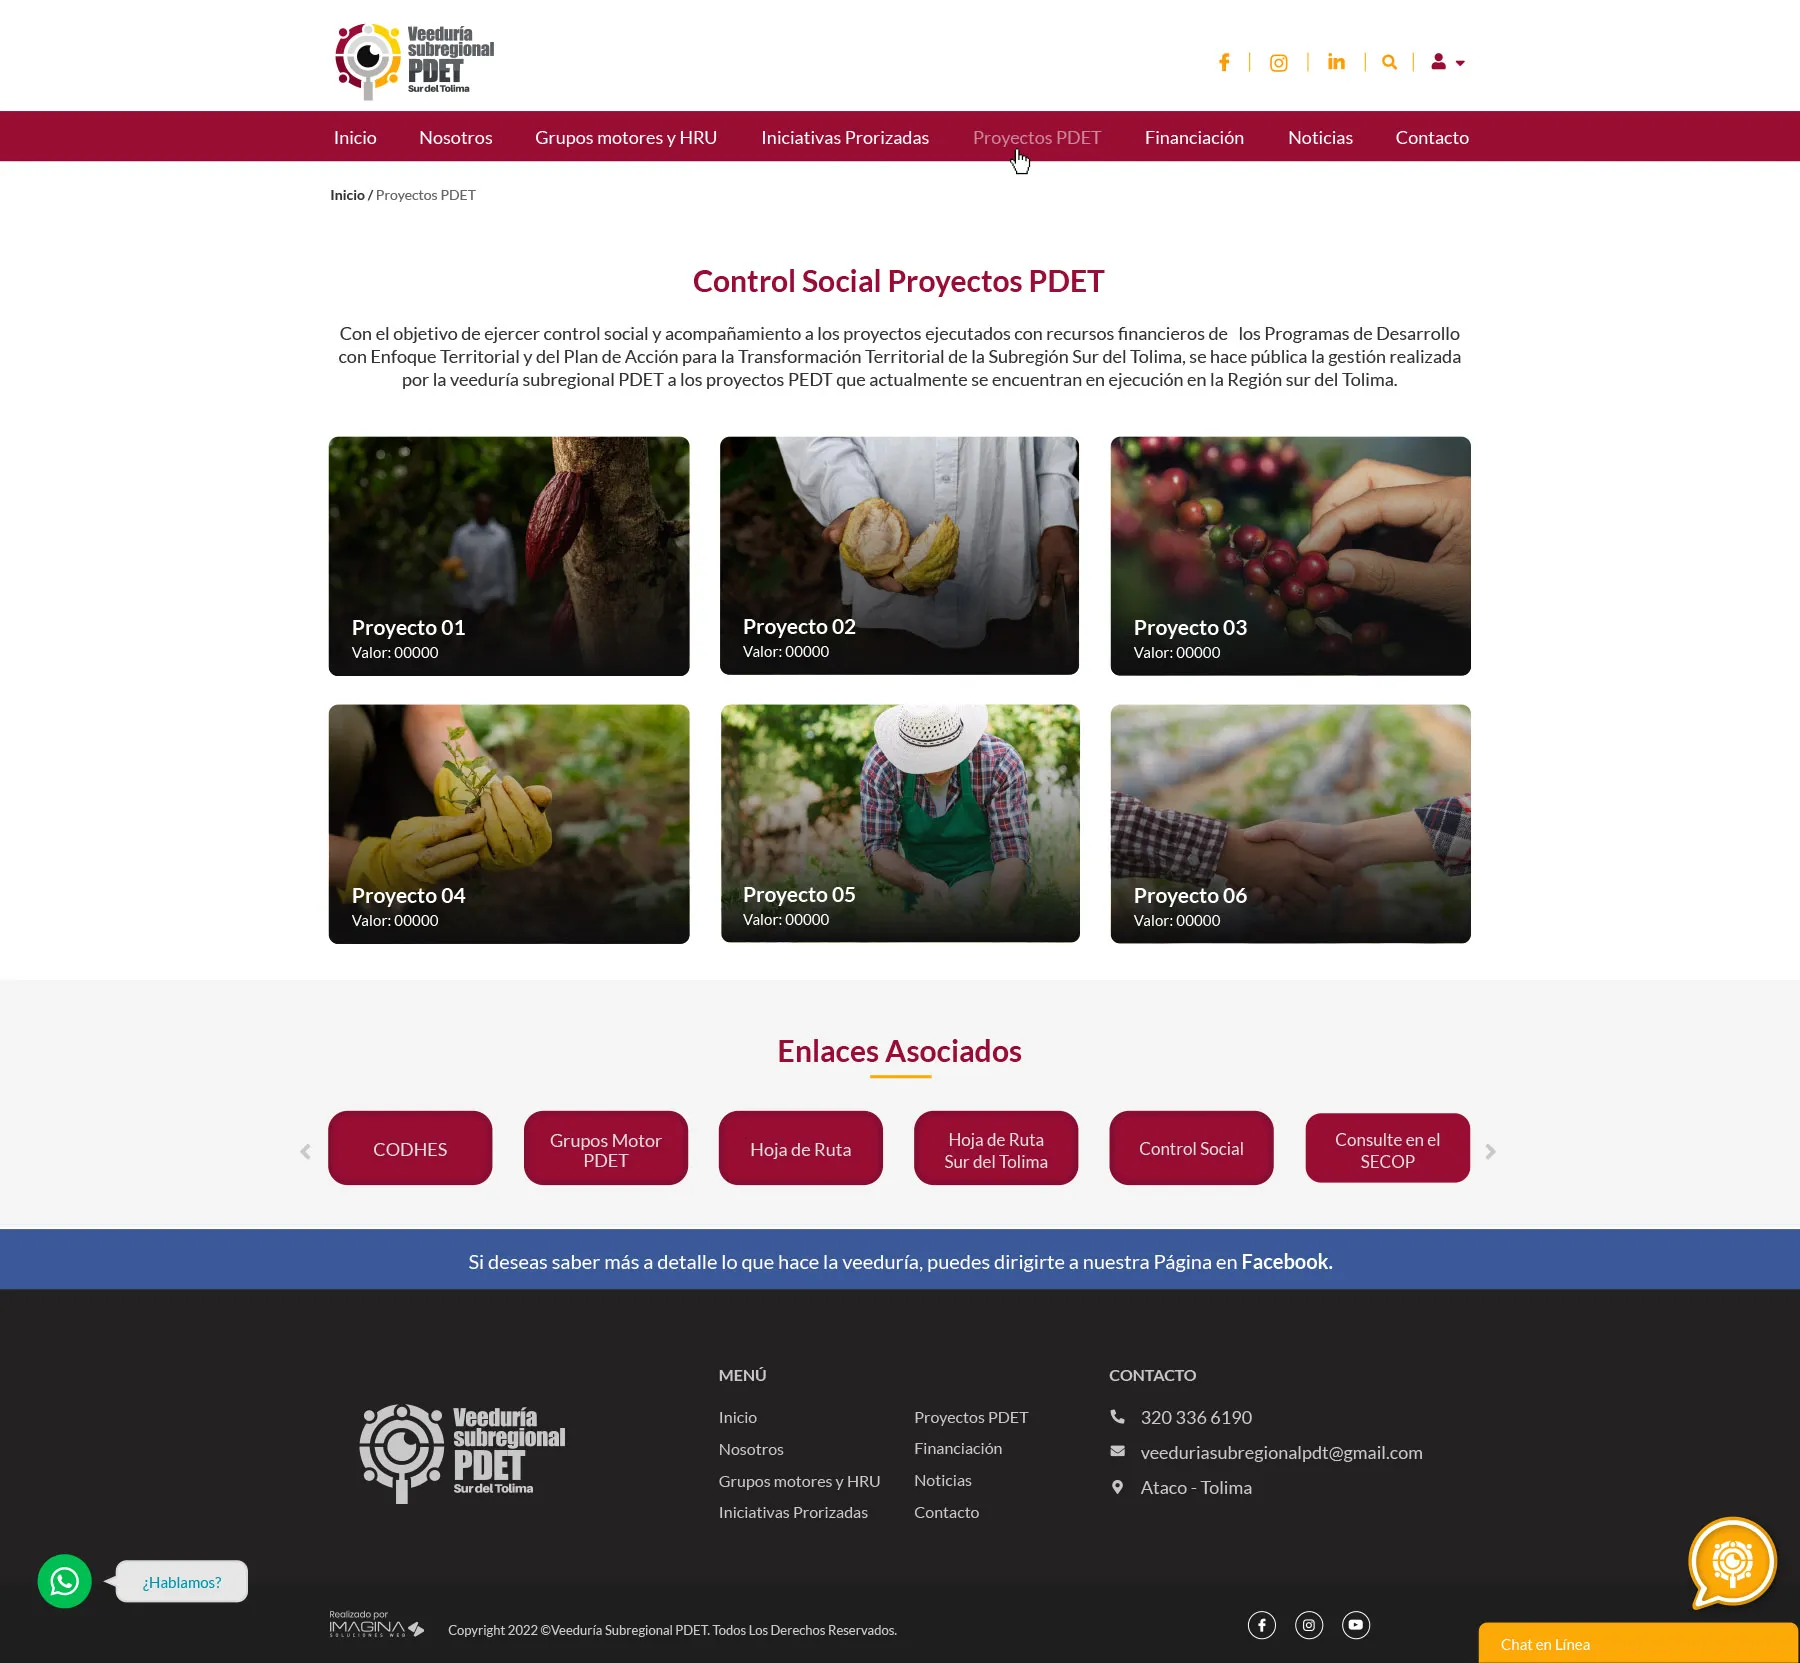 Veeduría
subregional
PDET
Sur del Tolima
Inicio
Nosotros
Grupos motores y HRU
Iniciativas Prorizadas
Proyectos PDET
Financiación
Noticias
Contacto
Inicio / Proyectos PDET
Control Social Proyectos PDET
Con el objetivo de ejercer control social y acompañamiento a los proyectos ejecutados con recursos financieros de los Programas de Desarrollo
con Enfoque Territorial y del Plan de Acción para la Transformación Territorial de la Subregión Sur del Tolima, se hace pública la gestión realizada
por la veeduría subregional PDET a los proyectos PEDT que actualmente se encuentran en ejecución en la Región sur del Tolima.
Proyecto 01
Valor: 00000
Proyecto 02
Valor: 00000
Proyecto 03
Valor: 00000
Proyecto 04
Valor: 00000
Proyecto 05
Valor: 00000
Proyecto 06
Valor: 00000
Enlaces Asociados
CODHES
Grupos Motor
PDET
Hoja de Ruta
Hoja de Ruta
Sur del Tolima
Control Social
Consulte en el
SECOP
Si deseas saber más a detalle lo que hace la veeduría, puedes dirigirte a nuestra Página en Facebook.
Veeduría
subregional
PDET
Sur del Tolima
MENÚ
Inicio
Nosotros
Grupos motores y HRU
Iniciativas Prorizadas
Proyectos PDET
Financiación
Noticias
Contacto
CONTACTO
320 336 6190
veeduriasubregionalpdt@gmail.com
Ataco - Tolima
¿Hablamos?
Realizado por
IMAGINA
SOLUCIONES WEB
Copyright 2022 ©Veeduría Subregional PDET. Todos Los Derechos Reservados.
Chat en Línea